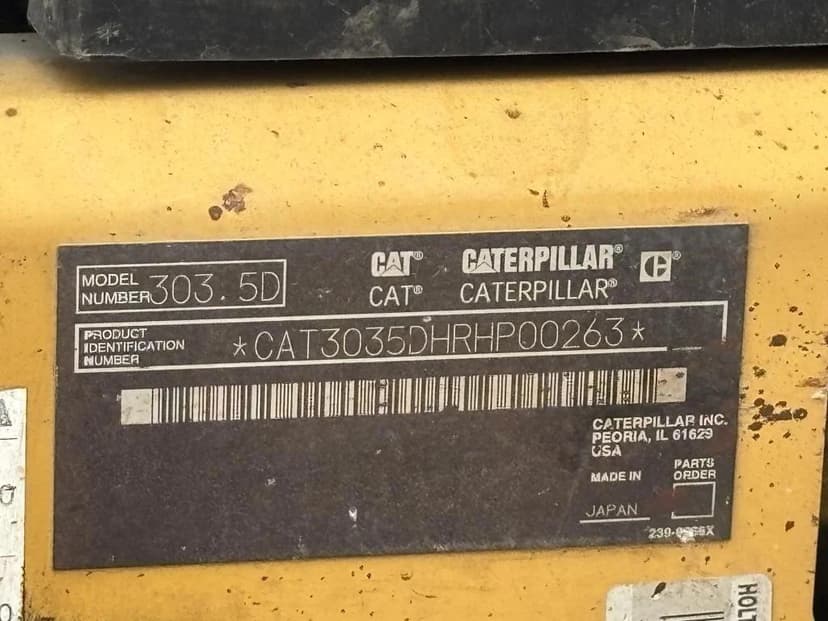 CAT® CATERPILLAR® C®
CAT® CATERPILLAR®
MODEL
NUMBER 303.5D
PRODUCT
IDENTIFICATION
NUMBER
*CAT3035DHRHP00263*
CATERPILLAR INC.
PEORIA, IL 61629
USA
MADE IN
JAPAN
PARTS
ORDER